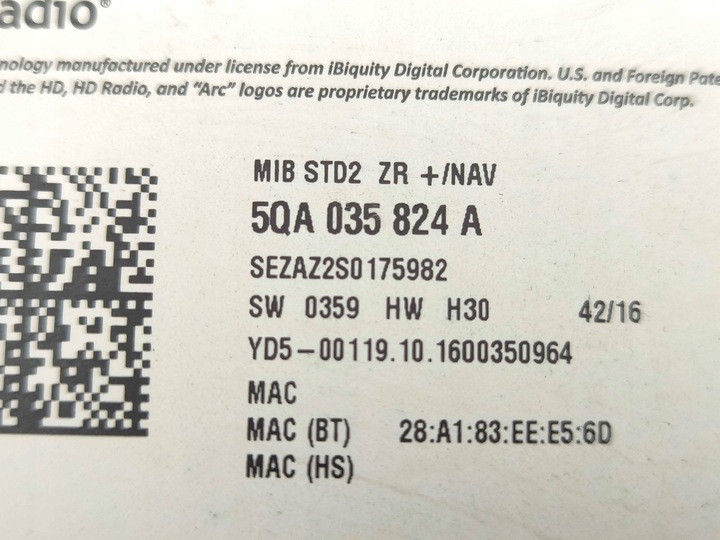 adio®
nology manufactured under license from iBiquity Digital Corporation. U.S. and Foreign Pate
d the HD, HD Radio, and “Arc” logos are proprietary trademarks of iBiquity Digital Corp.
MIB STD2 ZR +/NAV
5QA 035 824 A
SEZAZ2S0175982
SW 0359 HW H30 42/16
YD5-00119.10.1600350964
MAC
MAC (BT) 28:A1:83:EE:E5:6D
MAC (HS)